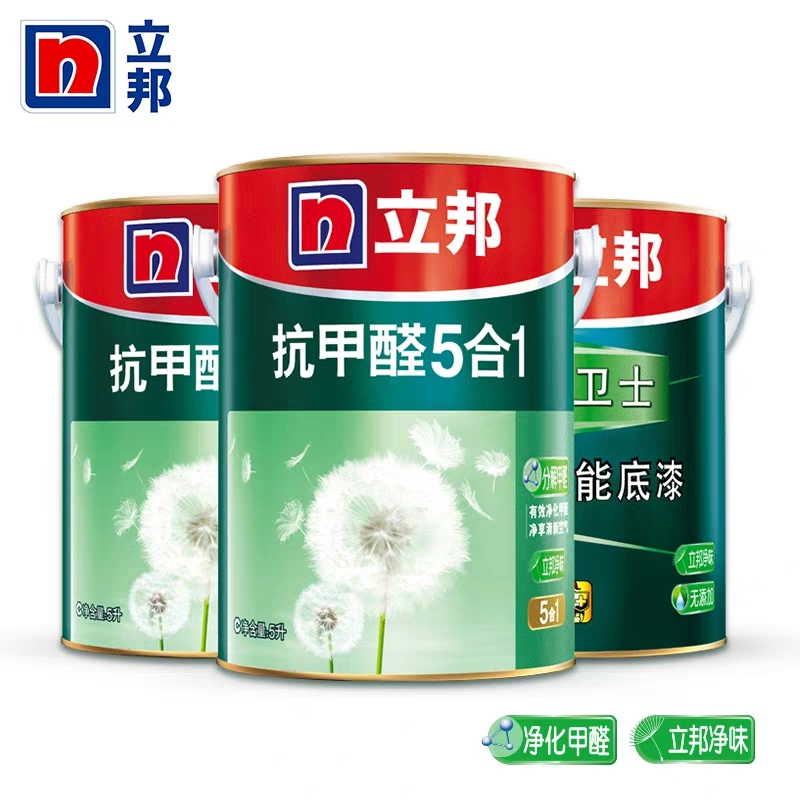 n 立邦
n
抗甲醛
净含量:5升
n 立邦
抗甲醛5合1
分解甲醛
有效净化甲醛
净享清新空气
立邦净味
5合1
净含量:5升
邦
卫士
能底漆
立邦净味
无添加
净化甲醛
立邦净味